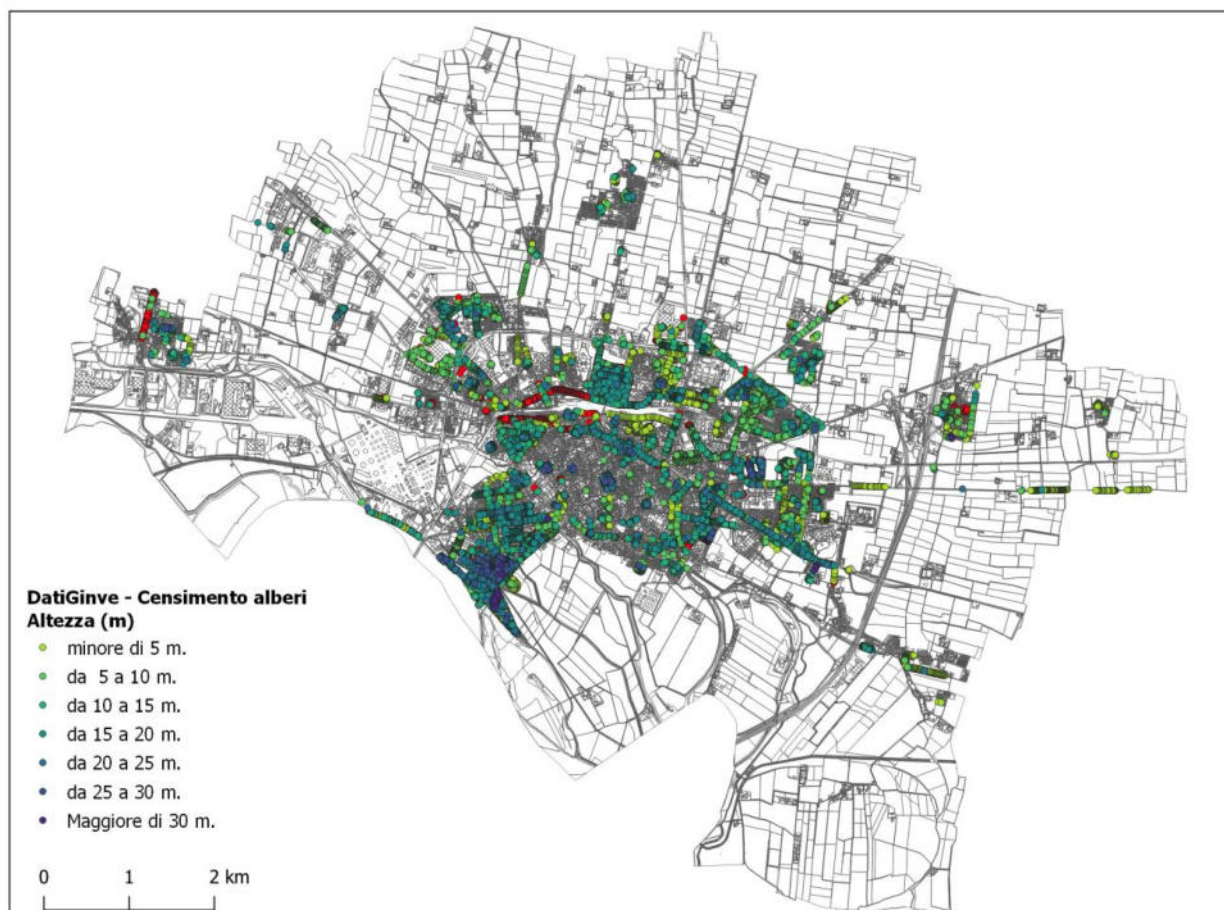 DatiGinve - Censimento alberi
Altezza (m)
minore di 5 m.
da 5 a 10 m.
da 10 a 15 m.
da 15 a 20 m.
da 20 a 25 m.
da 25 a 30 m.
Maggiore di 30 m.
0 1 2 km